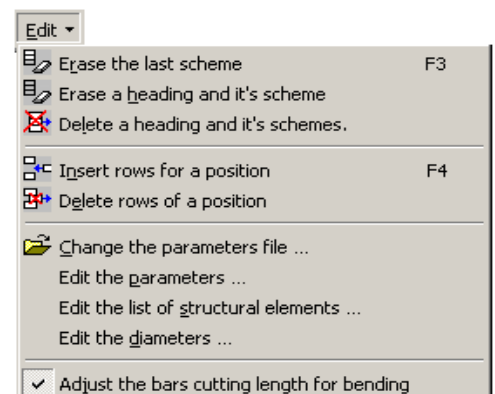 Edit
Erase the last scheme F3
Erase a heading and it's scheme
Delete a heading and it's schemes.
Insert rows for a position F4
Delete rows of a position
Change the parameters file ...
Edit the parameters ...
Edit the list of structural elements ...
Edit the diameters ...
Adjust the bars cutting length for bending